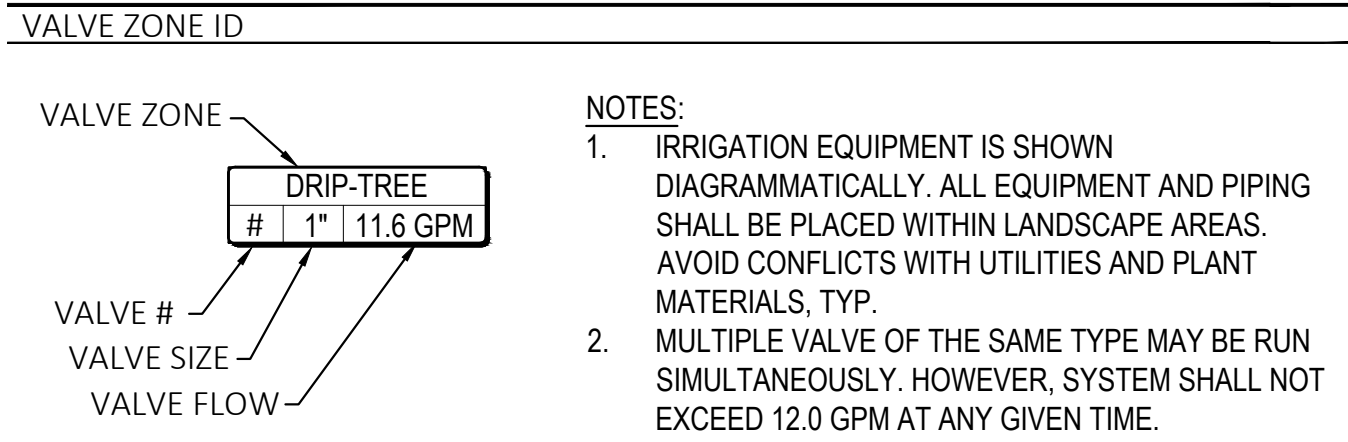 VALVE ZONE ID
VALVE ZONE
DRIP-TREE
# 1" 11.6 GPM
VALVE #
VALVE SIZE
VALVE FLOW
NOTES:
1. IRRIGATION EQUIPMENT IS SHOWN
DIAGRAMMATICALLY. ALL EQUIPMENT AND PIPING
SHALL BE PLACED WITHIN LANDSCAPE AREAS.
AVOID CONFLICTS WITH UTILITIES AND PLANT
MATERIALS, TYP.
2. MULTIPLE VALVE OF THE SAME TYPE MAY BE RUN
SIMULTANEOUSLY. HOWEVER, SYSTEM SHALL NOT
EXCEED 12.0 GPM AT ANY GIVEN TIME.